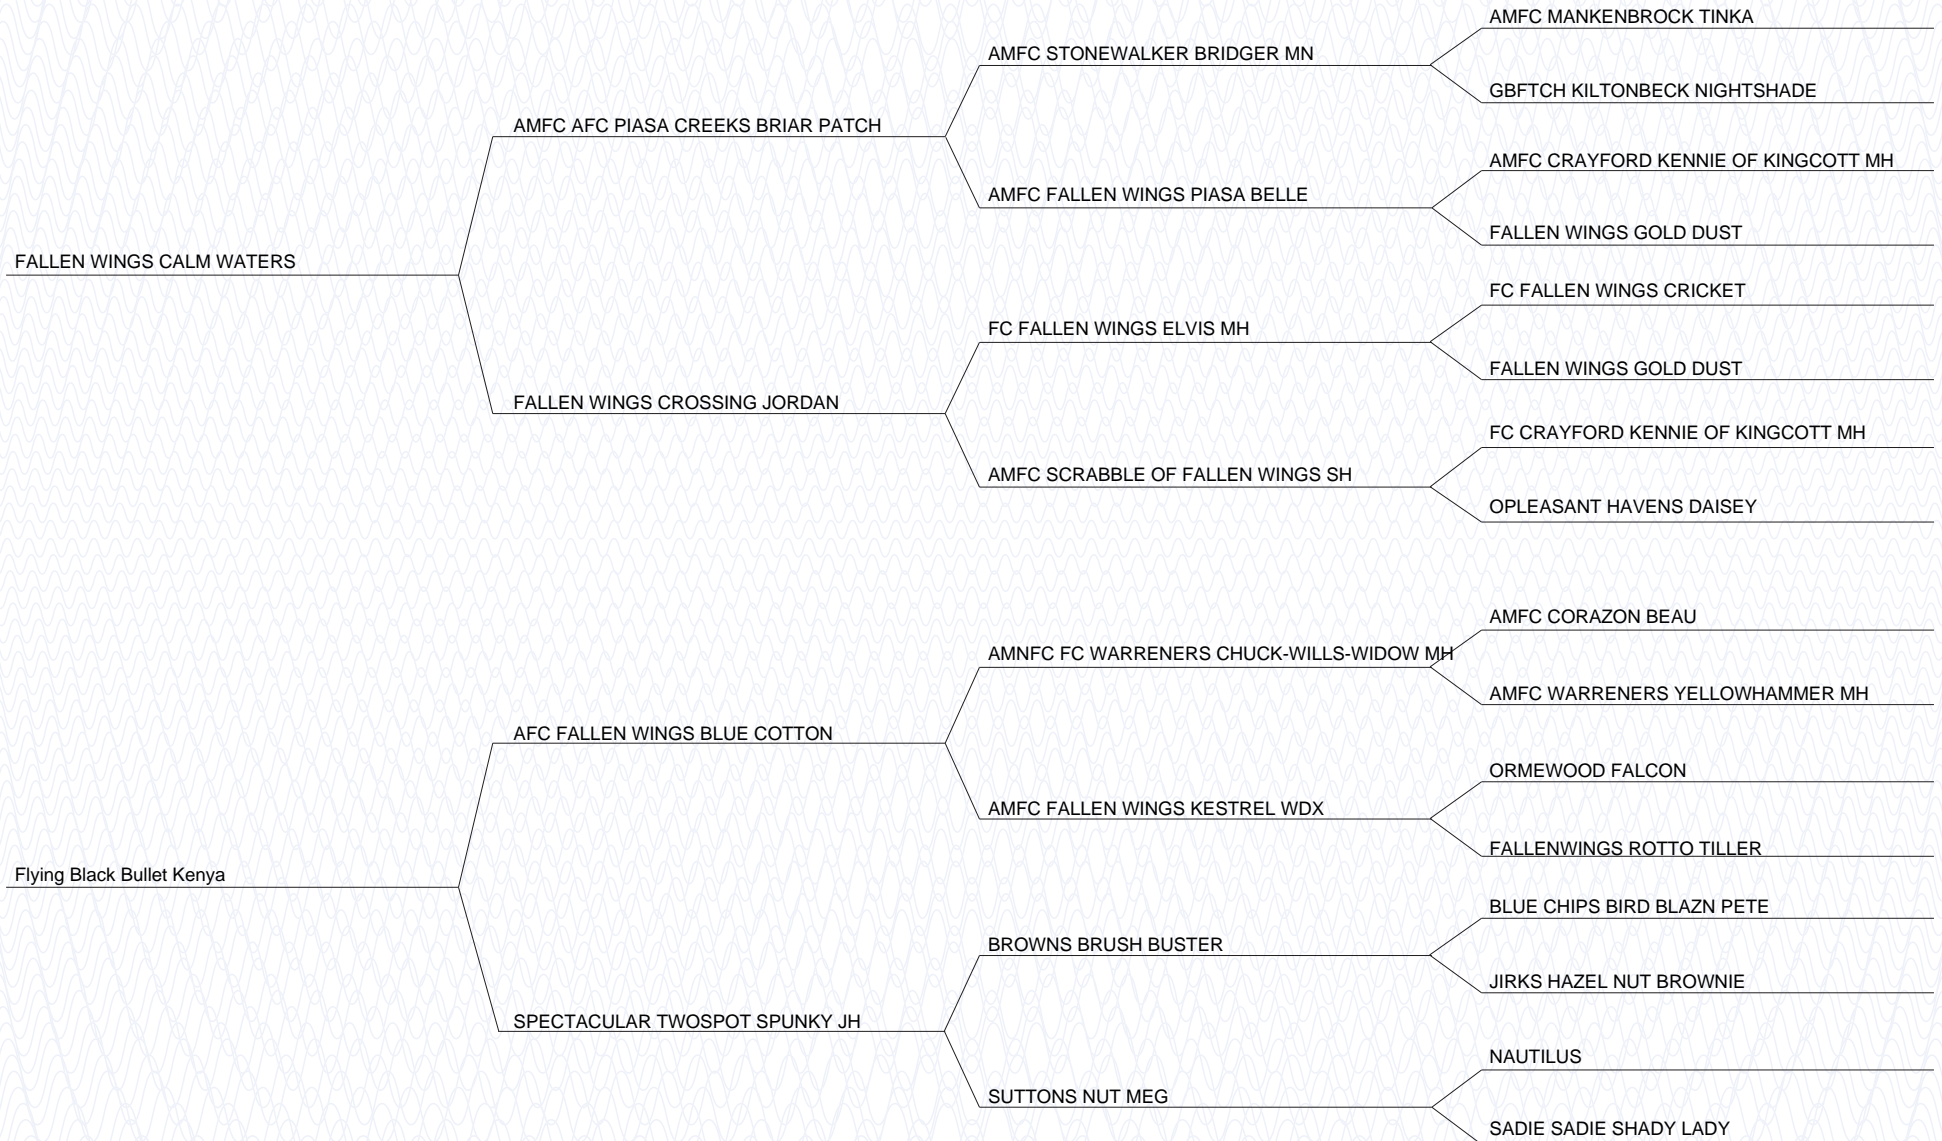 AMFC MANKENBROCK TINKA
AMFC STONEWALKER BRIDGER MN
GBFTCH KILTONBECK NIGHTSHADE
AMFC AFC PIASA CREEKS BRIAR PATCH
AMFC CRAYFORD KENNIE OF KINGCOTT MH
AMFC FALLEN WINGS PIASA BELLE
FALLEN WINGS GOLD DUST
FALLEN WINGS CALM WATERS
FC FALLEN WINGS CRICKET
FC FALLEN WINGS ELVIS MH
FALLEN WINGS GOLD DUST
FALLEN WINGS CROSSING JORDAN
FC CRAYFORD KENNIE OF KINGCOTT MH
AMFC SCRABBLE OF FALLEN WINGS SH
OPLEASANT HAVENS DAISEY
AMFC CORAZON BEAU
AMNFC FC WARRENERS CHUCK-WILLS-WIDOW MH
AMFC WARRENERS YELLOWHAMMER MH
AFC FALLEN WINGS BLUE COTTON
ORMEWOOD FALCON
AMFC FALLEN WINGS KESTREL WDX
FALLENWINGS ROTTO TILLER
Flying Black Bullet Kenya
BLUE CHIPS BIRD BLAZN PETE
BROWNS BRUSH BUSTER
JIRKS HAZEL NUT BROWNIE
SPECTACULAR TWOSPOT SPUNKY JH
NAUTILUS
SUTTONS NUT MEG
SADIE SADIE SHADY LADY